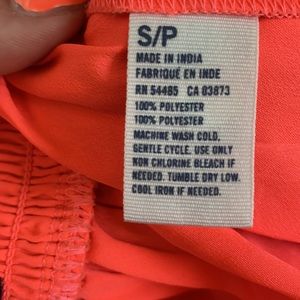 S/P
MADE IN INDIA
FABRIQUÉ EN INDE
RN 54485 CA 03873
100% POLYESTER
100% POLYESTER
MACHINE WASH COLD,
GENTLE CYCLE. USE ONLY
NON CHLORINE BLEACH IF
NEEDED. TUMBLE DRY LOW.
COOL IRON IF NEEDED.